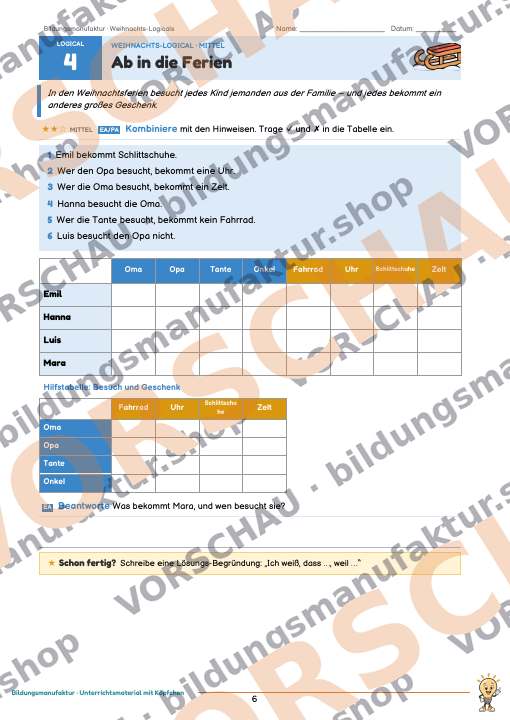 Bildungsmanufaktur · Weihnachts-Logicals Name: Datum:
LOGICAL
4
WEIHNACHTS-LOGICAL · MITTEL
Ab in die Ferien
In den Weihnachtsferien besucht jedes Kind jemanden aus der Familie – und jedes bekommt ein
anderes großes Geschenk.
★★☆ MITTEL EA/PA Kombiniere mit den Hinweisen. Trage ✓ und ✗ in die Tabelle ein.
1 Emil bekommt Schlittschuhe.
2 Wer den Opa besucht, bekommt eine Uhr.
3 Wer die Oma besucht, bekommt ein Zelt.
4 Hanna besucht die Oma.
5 Wer die Tante besucht, bekommt kein Fahrrad.
6 Luis besucht den Opa nicht.
Oma Opa Tante Onkel Fahrrad Uhr Schlittschuhe Zelt
Emil
Hanna
Luis
Mara
Hilfstabelle: Besuch und Geschenk
Fahrrad Uhr Schlittschu
he Zelt
Oma
Opa
Tante
Onkel
EA Beantworte Was bekommt Mara, und wen besucht sie?
★ Schon fertig? Schreibe eine Lösungs-Begründung: „Ich weiß, dass …, weil …“
Bildungsmanufaktur · Unterrichtsmaterial mit Köpfchen
6
VORSCHAU · bildungsmanufaktur.shop